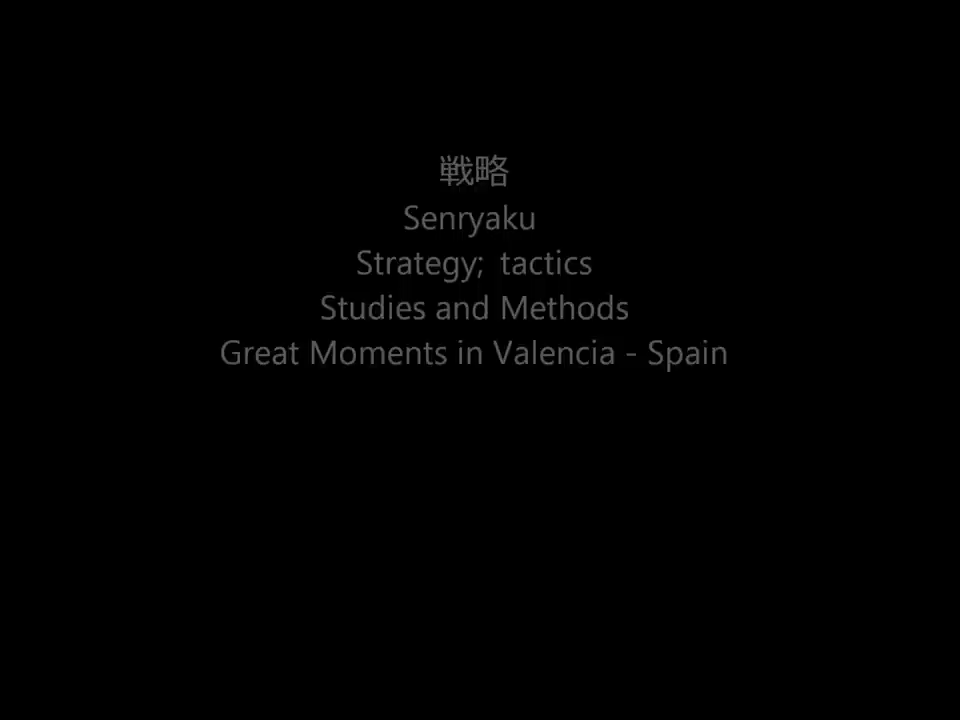 戦略
Senryaku
Strategy; tactics
Studies and Methods
Great Moments in Valencia - Spain